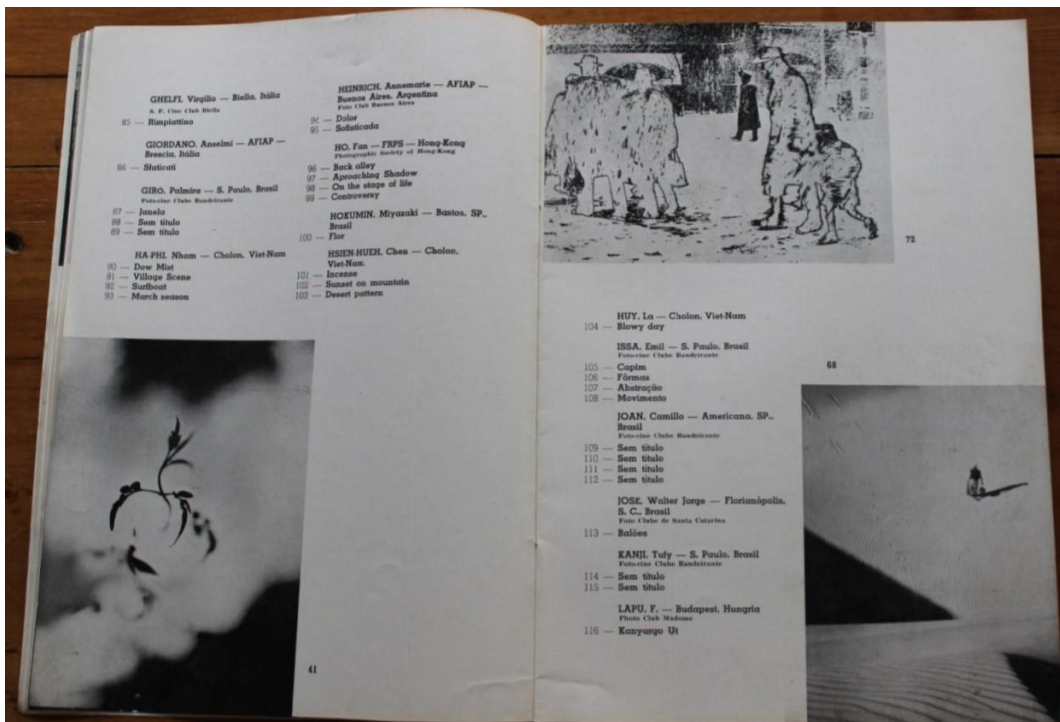 GHELFI, Virgilio — Biella, Itália
S. F. Cine Club Biella
85 — Rimpiattino
GIORDANO, Anselmi — AFIAP —
Brescia, Itália
86 — Sfaticati
GIRÓ, Palmira — S. Paulo, Brasil
Foto-cine Clube Bandeirante
87 — Janela
88 — Sem título
89 — Sem título
HA-PHI, Nham — Cholon, Viet-Nam
90 — Dow Mist
91 — Village Scene
92 — Surfboat
93 — March season
HEINRICH, Annemarie — AFIAP —
Buenos Aires, Argentina
Foto Club Buenos Aires
94 — Dolor
95 — Sofisticada
HO, Fan — FRPS — Hong-Kong
Photographic Society of Hong-Kong
96 — Back alley
97 — Aproaching Shadow
98 — On the stage of life
99 — Controversy
HOKUMIN, Miyazaki — Bastos, SP.,
Brasil
100 — Flor
HSIEN-HUEH, Chen — Cholon,
Viet-Nam.
101 — Incense
102 — Sunset on mountain
103 — Desert pattern
41
72
HUY, La — Cholon, Viet-Nam
104 — Blowy day
ISSA, Emil — S. Paulo, Brasil
Foto-cine Clube Bandeirante
105 — Capim
106 — Fôrmas
107 — Abstração
108 — Movimento
68
JOAN, Camillo — Americana, SP.,
Brasil
Foto-cine Clube Bandeirante
109 — Sem título
110 — Sem título
111 — Sem título
112 — Sem título
JOSÉ, Walter Jorge — Florianópolis,
S. C., Brasil
Foto Clube de Santa Catarina
113 — Balões
KANJI, Tufy — S. Paulo, Brasil
Foto-cine Clube Bandeirante
114 — Sem título
115 — Sem título
LAPU, F. — Budapest, Hungria
Photo Club Madome
116 — Kanyargo Ut